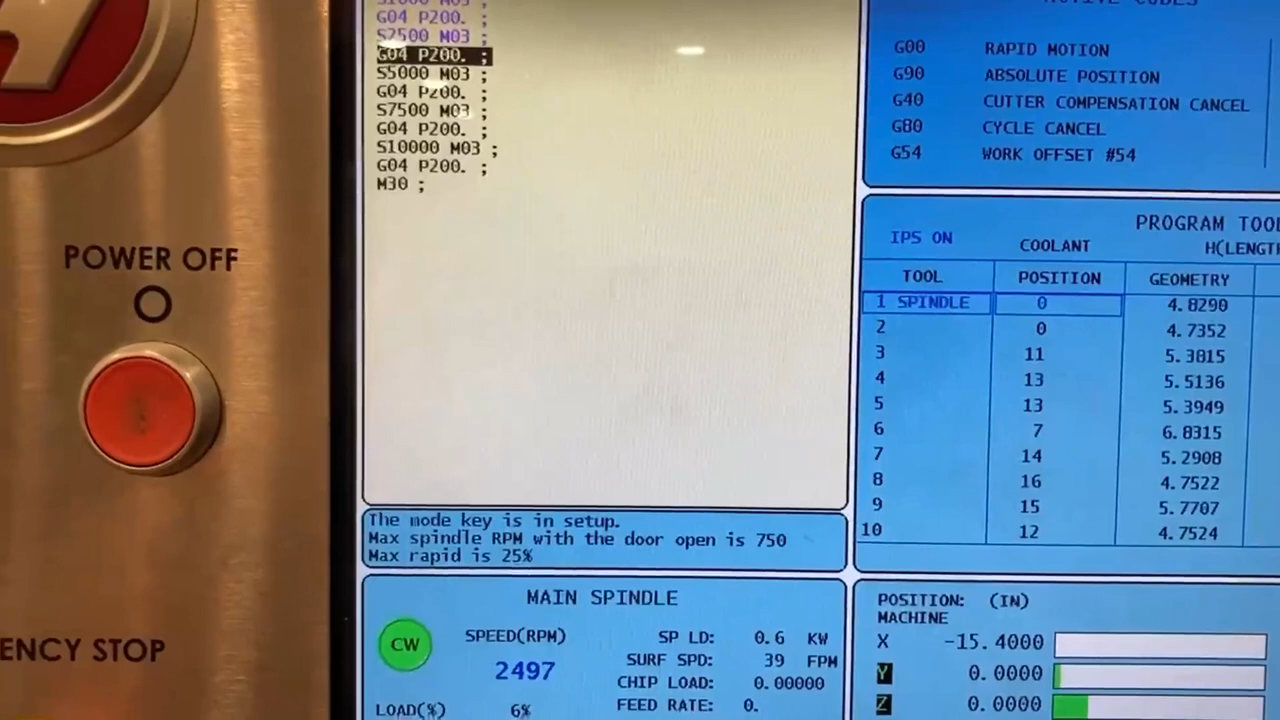 S1000 M03 ;
G04 P200. ;
S2500 M03 ;
G04 P200. ;
S5000 M03 ;
G04 P200. ;
S7500 M03 ;
G04 P200. ;
S10000 M03 ;
G04 P200. ;
M30 ;
ACTIVE CODES
G00 RAPID MOTION
G90 ABSOLUTE POSITION
G40 CUTTER COMPENSATION CANCEL
G80 CYCLE CANCEL
G54 WORK OFFSET #54
POWER OFF
PROGRAM TOOL
IPS ON COOLANT H(LENGTH
TOOL POSITION GEOMETRY
1 SPINDLE 0 4.8290
2 0 4.7352
3 11 5.3815
4 13 5.5136
5 13 5.3949
6 7 6.8315
7 14 5.2908
8 16 4.7522
9 15 5.7707
10 12 4.7524
The mode key is in setup.
Max spindle RPM with the door open is 750
Max rapid is 25%
MAIN SPINDLE
CW
SPEED(RPM)
2497
LOAD(%) 6%
SP LD: 0.6 KW
SURF SPD: 39 FPM
CHIP LOAD: 0.00000
FEED RATE: 0.
POSITION: (IN)
MACHINE
X -15.4000
Y 0.0000
Z 0.0000
ENCY STOP